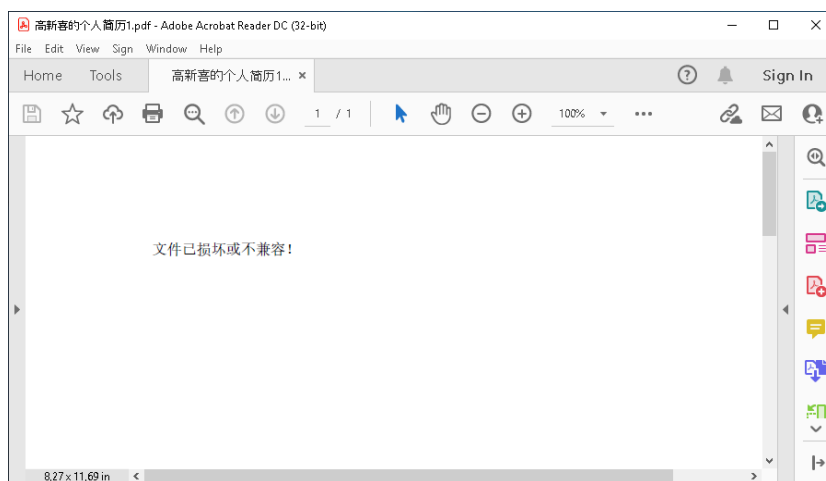 高新喜的个人简历1.pdf - Adobe Acrobat Reader DC (32-bit)
File Edit View Sign Window Help
Home Tools 高新喜的个人简历1... × Sign In
1 / 1 100%
文件已损坏或不兼容!
8.27 x 11.69 in